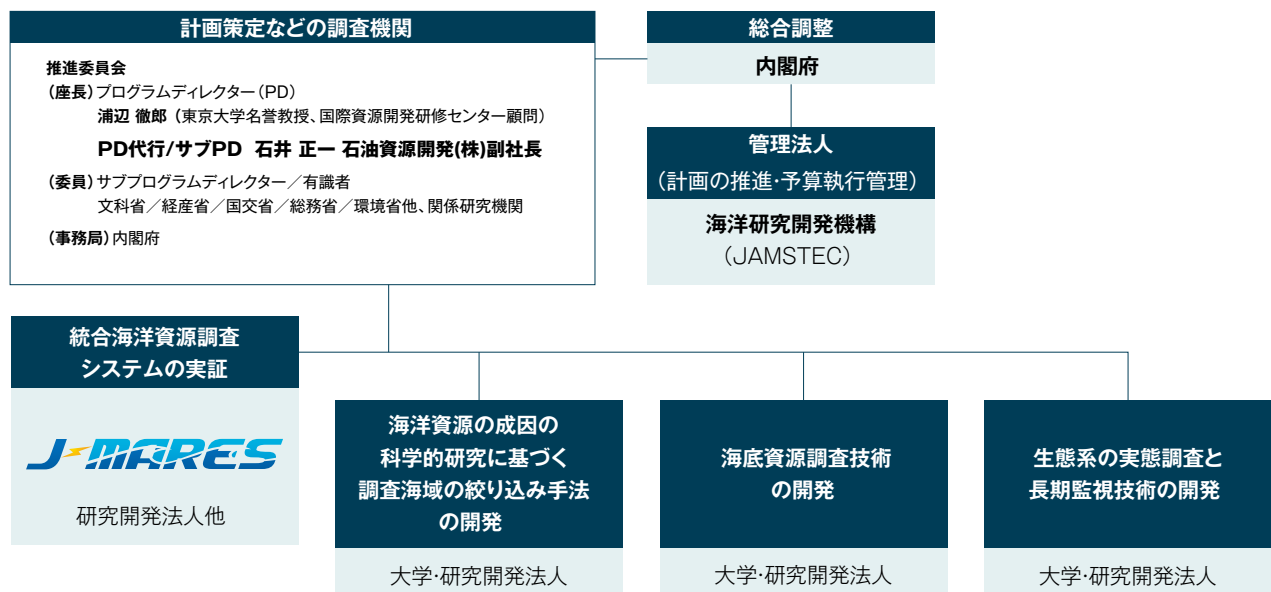 計画策定などの調査機関
推進委員会
(座長)プログラムディレクター(PD)
浦辺 徹郎 (東京大学名誉教授、国際資源開発研修センター顧問)
PD代行/サブPD 石井 正一 石油資源開発(株)副社長
(委員)サブプログラムディレクター／有識者
文科省／経産省／国交省／総務省／環境省他、関係研究機関
(事務局)内閣府
総合調整
内閣府
管理法人
(計画の推進・予算執行管理)
海洋研究開発機構
(JAMSTEC)
統合海洋資源調査
システムの実証
J-MARES
研究開発法人他
海洋資源の成因の
科学的研究に基づく
調査海域の絞り込み手法
の開発
大学・研究開発法人
海底資源調査技術
の開発
大学・研究開発法人
生態系の実態調査と
長期監視技術の開発
大学・研究開発法人